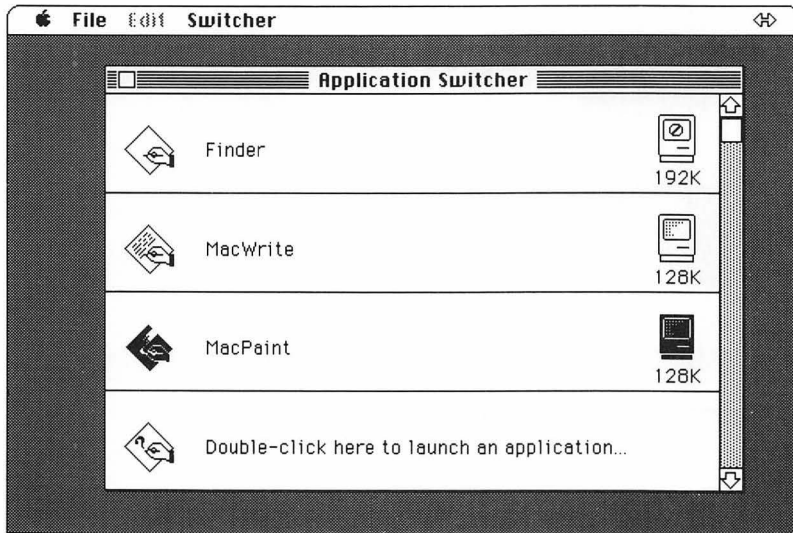 File Edit Switcher
Application Switcher
Finder
192K
MacWrite
128K
MacPaint
128K
?
Double-click here to launch an application...